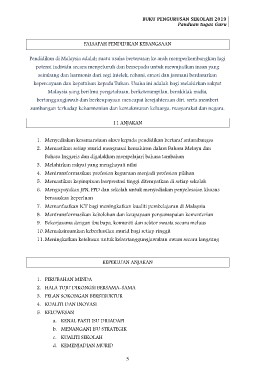 BUKU PENGURUSAN SEKOLAH 2019
Panduan tugas Guru
FALSAFAH PENDIDIKAN KEBANGSAAN
Pendidikan di Malaysia adalah suatu usaha berterusan ke arah memperkembangkan lagi
potensi individu secara menyeluruh dan bersepadu untuk mewujudkan insan yang
seimbang dan harmonis dari segi intelek, rohani, emosi dan jasmani berdasarkan
kepercayaan dan kepatuhan kepada Tuhan. Usaha ini adalah bagi melahirkan rakyat
Malaysia yang berilmu pengetahuan, berketerampilan, berakhlak mulia,
bertanggungjawab dan berkeupayaan mencapai kesejahteraan diri, serta memberi
sumbangan terhadap keharmonian dan kemakmuran keluarga, masyarakat dan negara.
11 ANJAKAN
1. Menyediakan kesamarataan akses kepada pendidikan bertaraf antarabangsa
2. Memastikan setiap murid menguasai kemahiran dalam Bahasa Melayu dan
Bahasa Inggeris dan digalakkan mempelajari bahasa tambahan
3. Melahirkan rakyat yang menghayati nilai
4. Mentransformasikan profesion keguruan menjadi profesion pilihan
5. Memastikan kepimpinan berprestasi tinggi ditempatkan di setiap sekolah
6. Mengupayakan JPN, PPD dan sekolah untuk menyediakan penyelesaian khusus
berasaskan keperluan
7. Memanfaatkan ICT bagi meningkatkan kualiti pembelajaran di Malaysia
8. Mentransformasikan kebolehan dan keupayaan penyampaian kementerian
9. Bekerjasama dengan ibu bapa, komuniti dan sektor swasta secara meluas
10. Memaksimumkan keberhasilan murid bagi setiap ringgit
11. Meningkatkan ketelusan untuk kebertanggungjawaban awam secara langsung
KEPERLUAN ANJAKAN
1. PERUBAHAN MINDA
2. HALA TUJU DIKONGSI BERSAMA-SAMA
3. PELAN SOKONGAN BERSTRUKTUR
4. KUALITI DAN INOVASI
5. KELUWESAN
a. KENAL PASTI ISU
b. MENANGANI ISU STRATEGIK
c. KUALITI SEKOLAH
d. KEMENJADIAN MURID
5